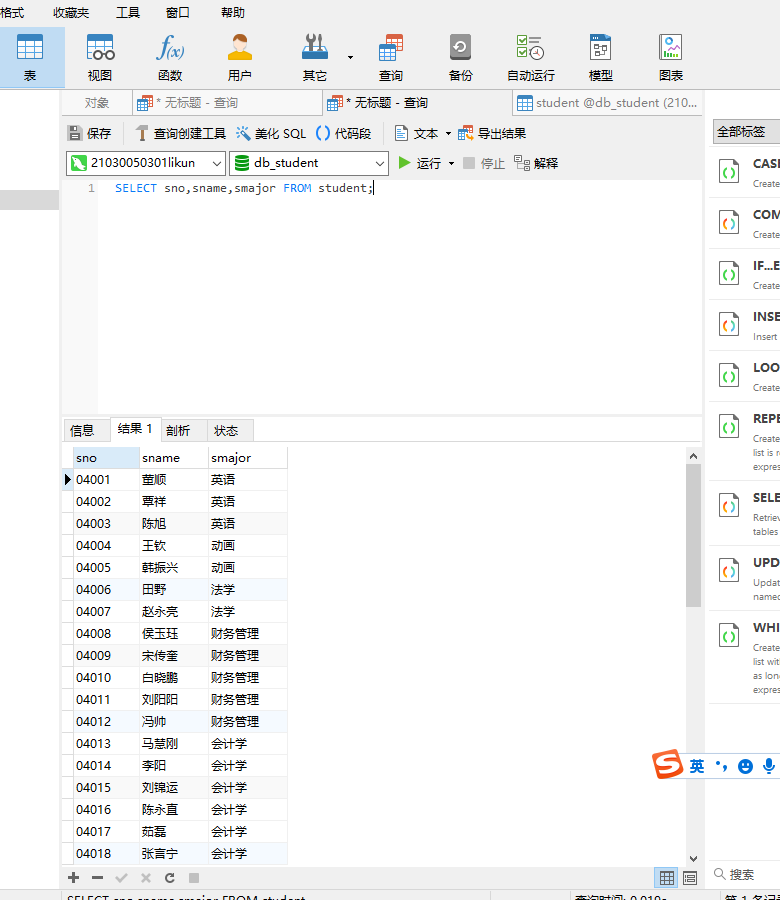 格式 收藏夹 工具 窗口 帮助
表 视图 函数 用户 其它 查询 备份 自动运行 模型 图表
对象 * 无标题 - 查询 * 无标题 - 查询 student @db_student (210...
保存 查询创建工具 美化 SQL () 代码段 文本 导出结果
全部标签
21030050301likun db_student 运行 停止 解释
1 SELECT sno,sname,smajor FROM student;
Create
Create
IF...E
Create
INSE
Insert
LOO
Create
REPE
Create
list is r
expres
SELE
Retriev
tables
UPD
Updat
named
WHI
Create
list wit
as long
expres
信息 结果 1 剖析 状态
sno sname smajor
04001 董顺 英语
04002 覃祥 英语
04003 陈旭 英语
04004 王钦 动画
04005 韩振兴 动画
04006 田野 法学
04007 赵永亮 法学
04008 侯玉珏 财务管理
04009 宋传奎 财务管理
04010 白晓鹏 财务管理
04011 刘阳阳 财务管理
04012 冯帅 财务管理
04013 马慧刚 会计学
04014 李阳 会计学
04015 刘锦运 会计学
04016 陈永直 会计学
04017 茹磊 会计学
04018 张言宁 会计学
S 英
搜索
SELECT sno,sname,smajor FROM student
查询时间: 0.019s